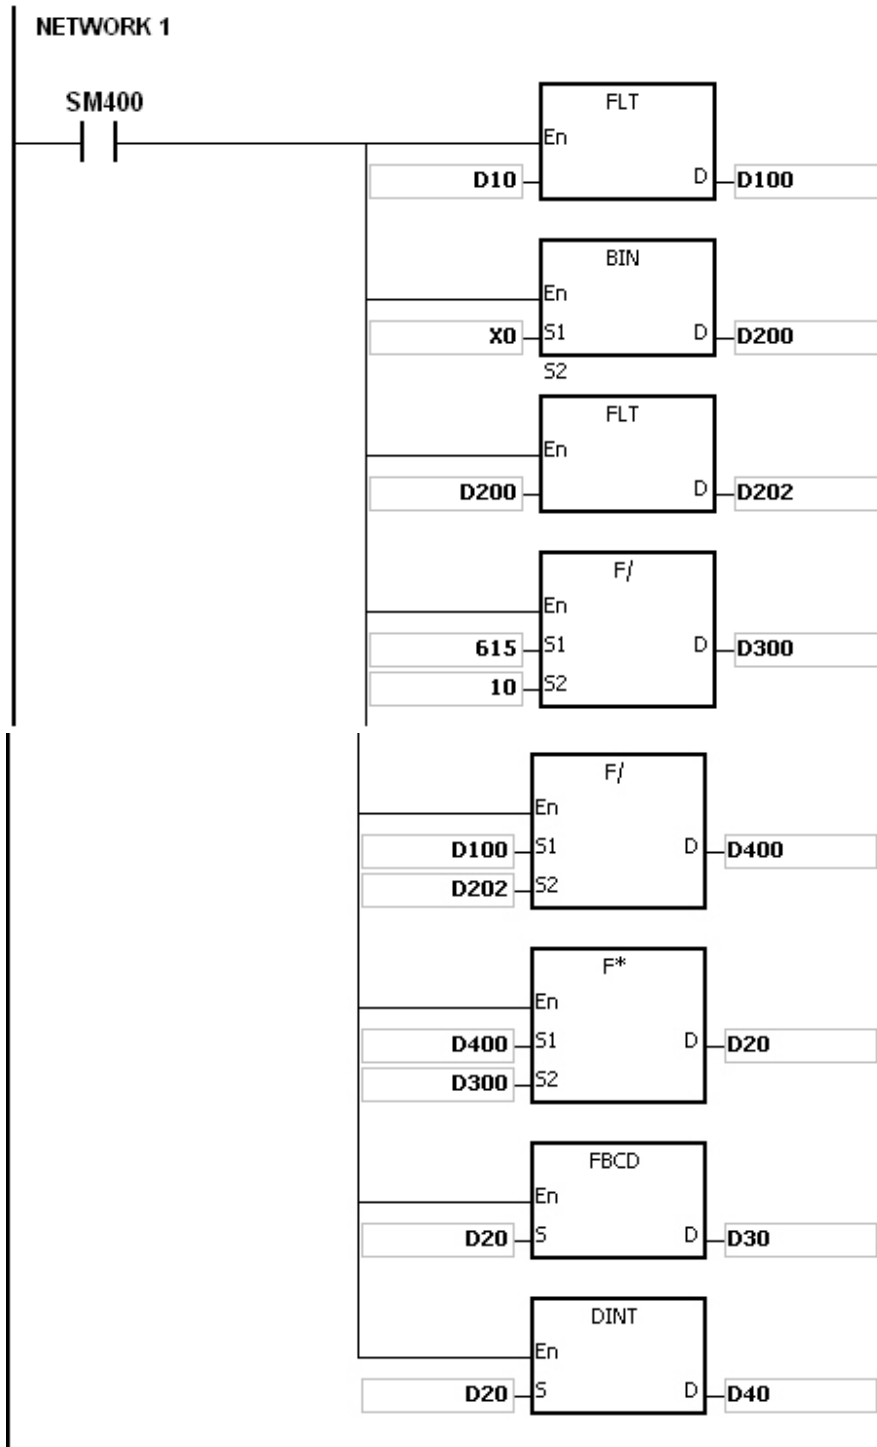 NETWORK 1
SM400
FLT
En
D10 D D100
BIN
En
X0 S1 D D200
S2
FLT
En
D200 D D202
F/
En
615 S1 D D300
10 S2
F/
En
D100 S1 D D400
D202 S2
F*
En
D400 S1 D D20
D300 S2
FBCD
En
D20 S D D30
DINT
En
D20 S D D40